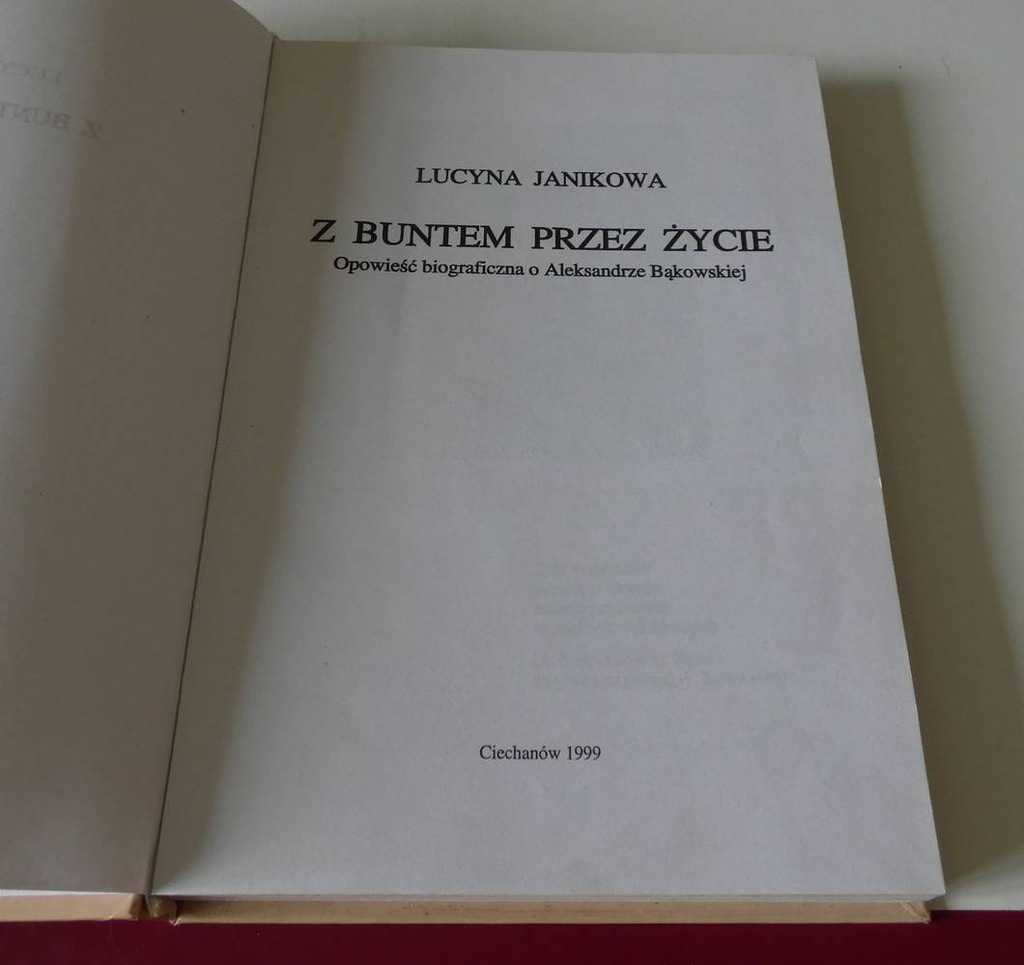 LUCYNA JANIKOWA
Z BUNTEM PRZEZ ŻYCIE
Opowieść biograficzna o Aleksandrze Bąkowskiej
Ciechanów 1999